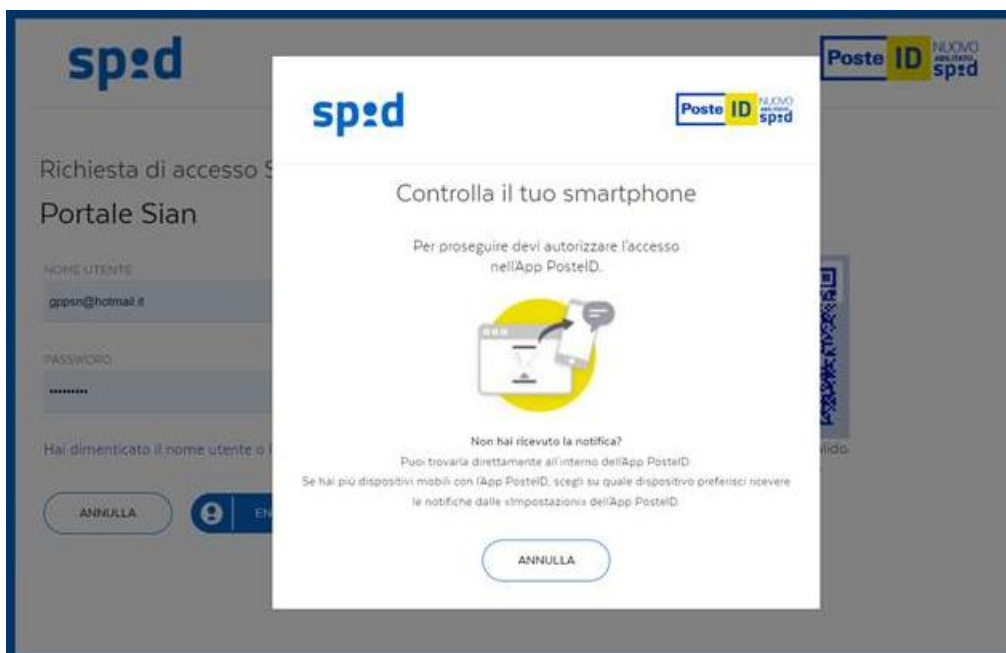 spid
Poste ID NUOVO ABILITATO spid
Richiesta di accesso S
Portale Sian
NOME UTENTE
gppsn@hotmail.it
PASSWORD
Hai dimenticato il nome utente o l
ANNULLA
EN
spid
Poste ID NUOVO ABILITATO spid
Controlla il tuo smartphone
Per proseguire devi autorizzare l'accesso
nell'App PosteID.
Non hai ricevuto la notifica?
Puoi trovarla direttamente all'interno dell'App PosteID
Se hai più dispositivi mobili con l'App PosteID, scegli su quale dispositivo preferisci ricevere
le notifiche dalle «Impostazioni» dell'App PosteID
ANNULLA